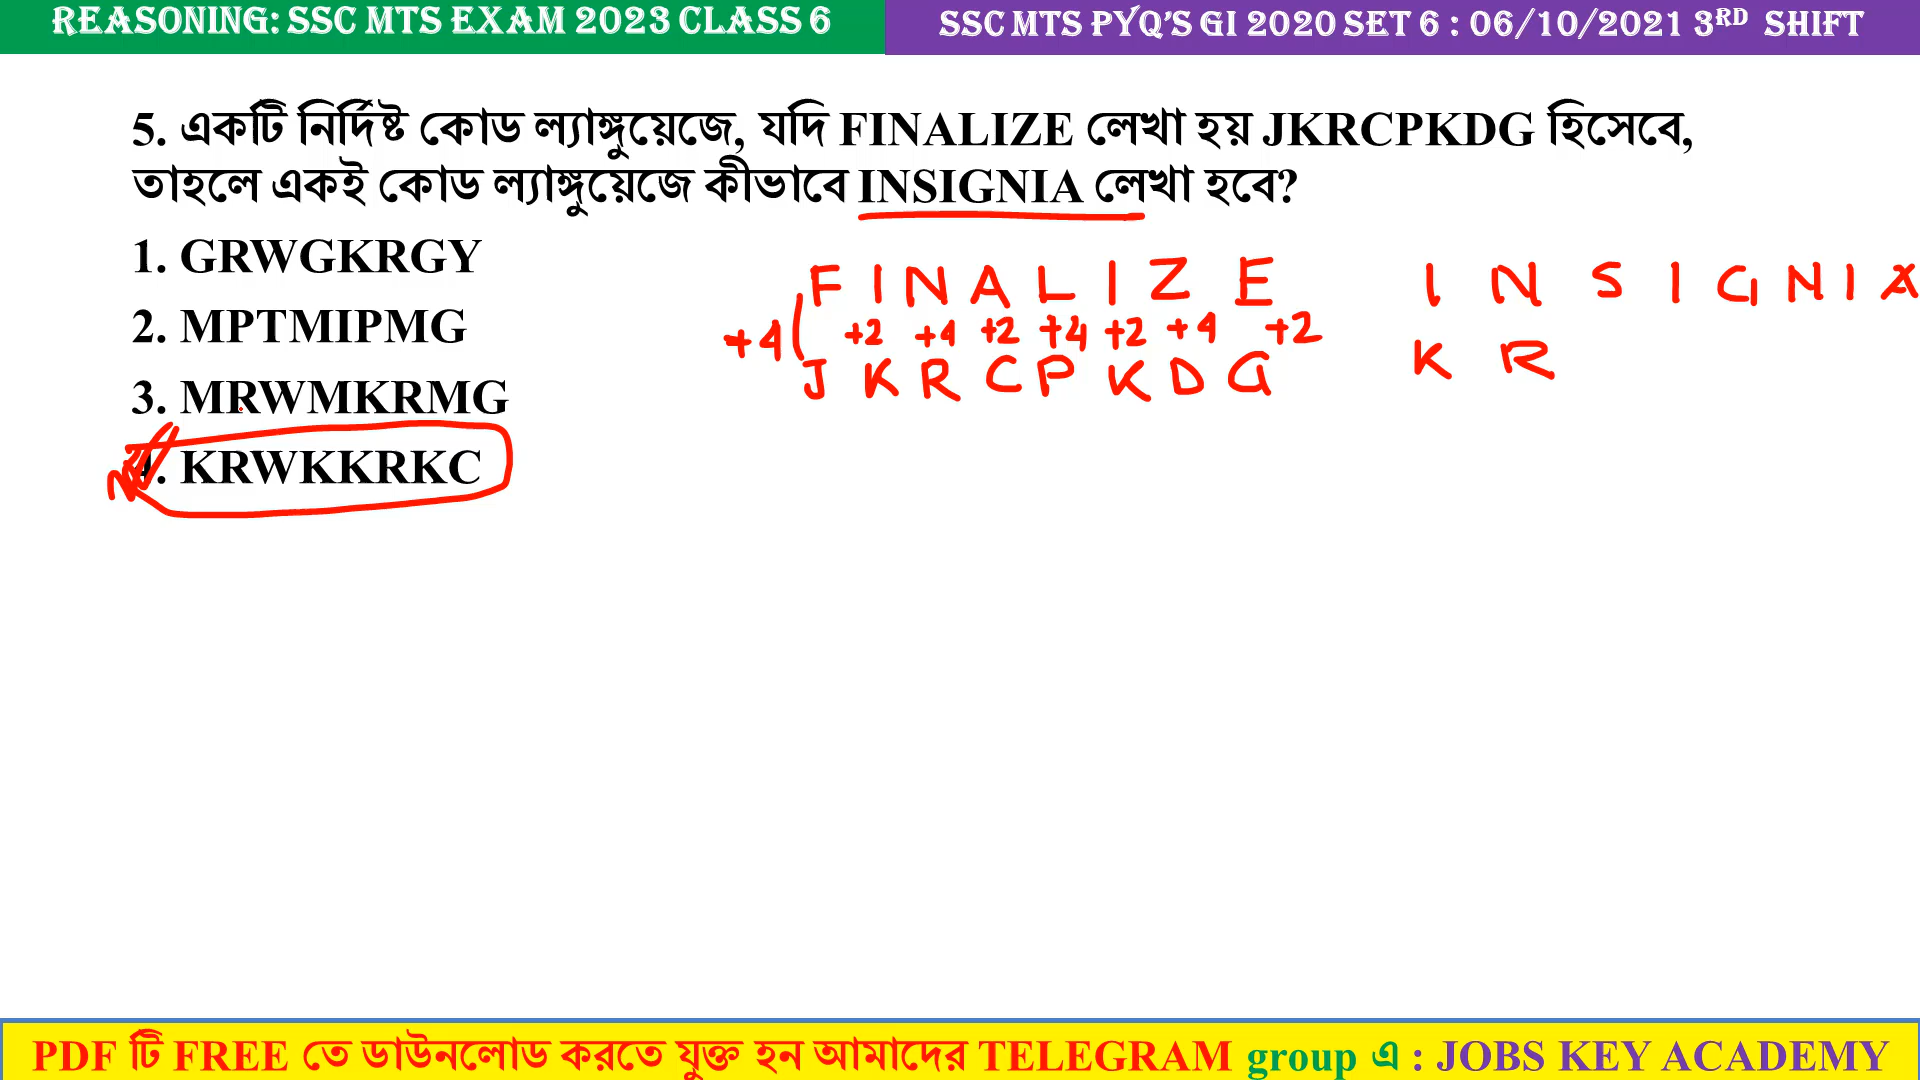 REASONING: SSC MTS EXAM 2023 CLASS 6
SSC MTS PYQ'S GI 2020 SET 6 : 06/10/2021 3RD SHIFT
5. একটি নির্দিষ্ট কোড ল্যাঙ্গুয়েজে, যদি FINALIZE লেখা হয় JKRCPKDG হিসেবে,
তাহলে একই কোড ল্যাঙ্গুয়েজে কীভাবে INSIGNIA লেখা হবে?
1. GRWGKRGY
2. MPTMIPMG
3. MRWMKRMG
4. KRWKKRKC
F I N A L I Z E I N S I G N I A
+4 +2 +4 +2 +4 +2 +4 +2
J K R C P K D G K R
PDF টি FREE তে ডাউনলোড করতে যুক্ত হন আমাদের TELEGRAM group এ : JOBS KEY ACADEMY